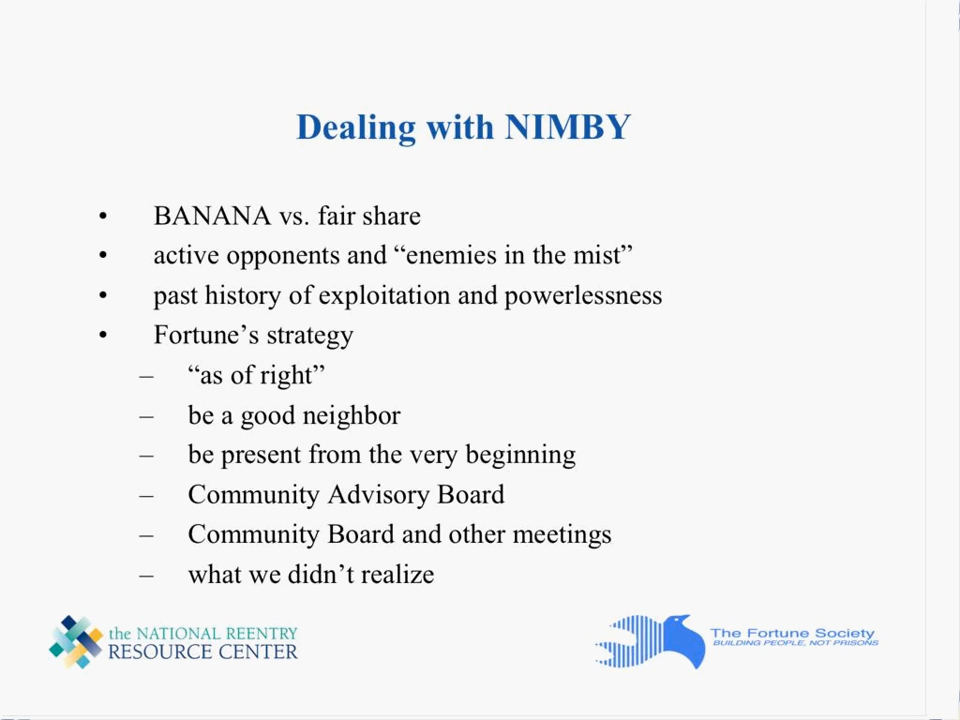 Dealing with NIMBY
• BANANA vs. fair share
• active opponents and “enemies in the mist”
• past history of exploitation and powerlessness
• Fortune’s strategy
– “as of right”
– be a good neighbor
– be present from the very beginning
– Community Advisory Board
– Community Board and other meetings
– what we didn’t realize
the NATIONAL REENTRY
RESOURCE CENTER
The Fortune Society
BUILDING PEOPLE, NOT PRISONS